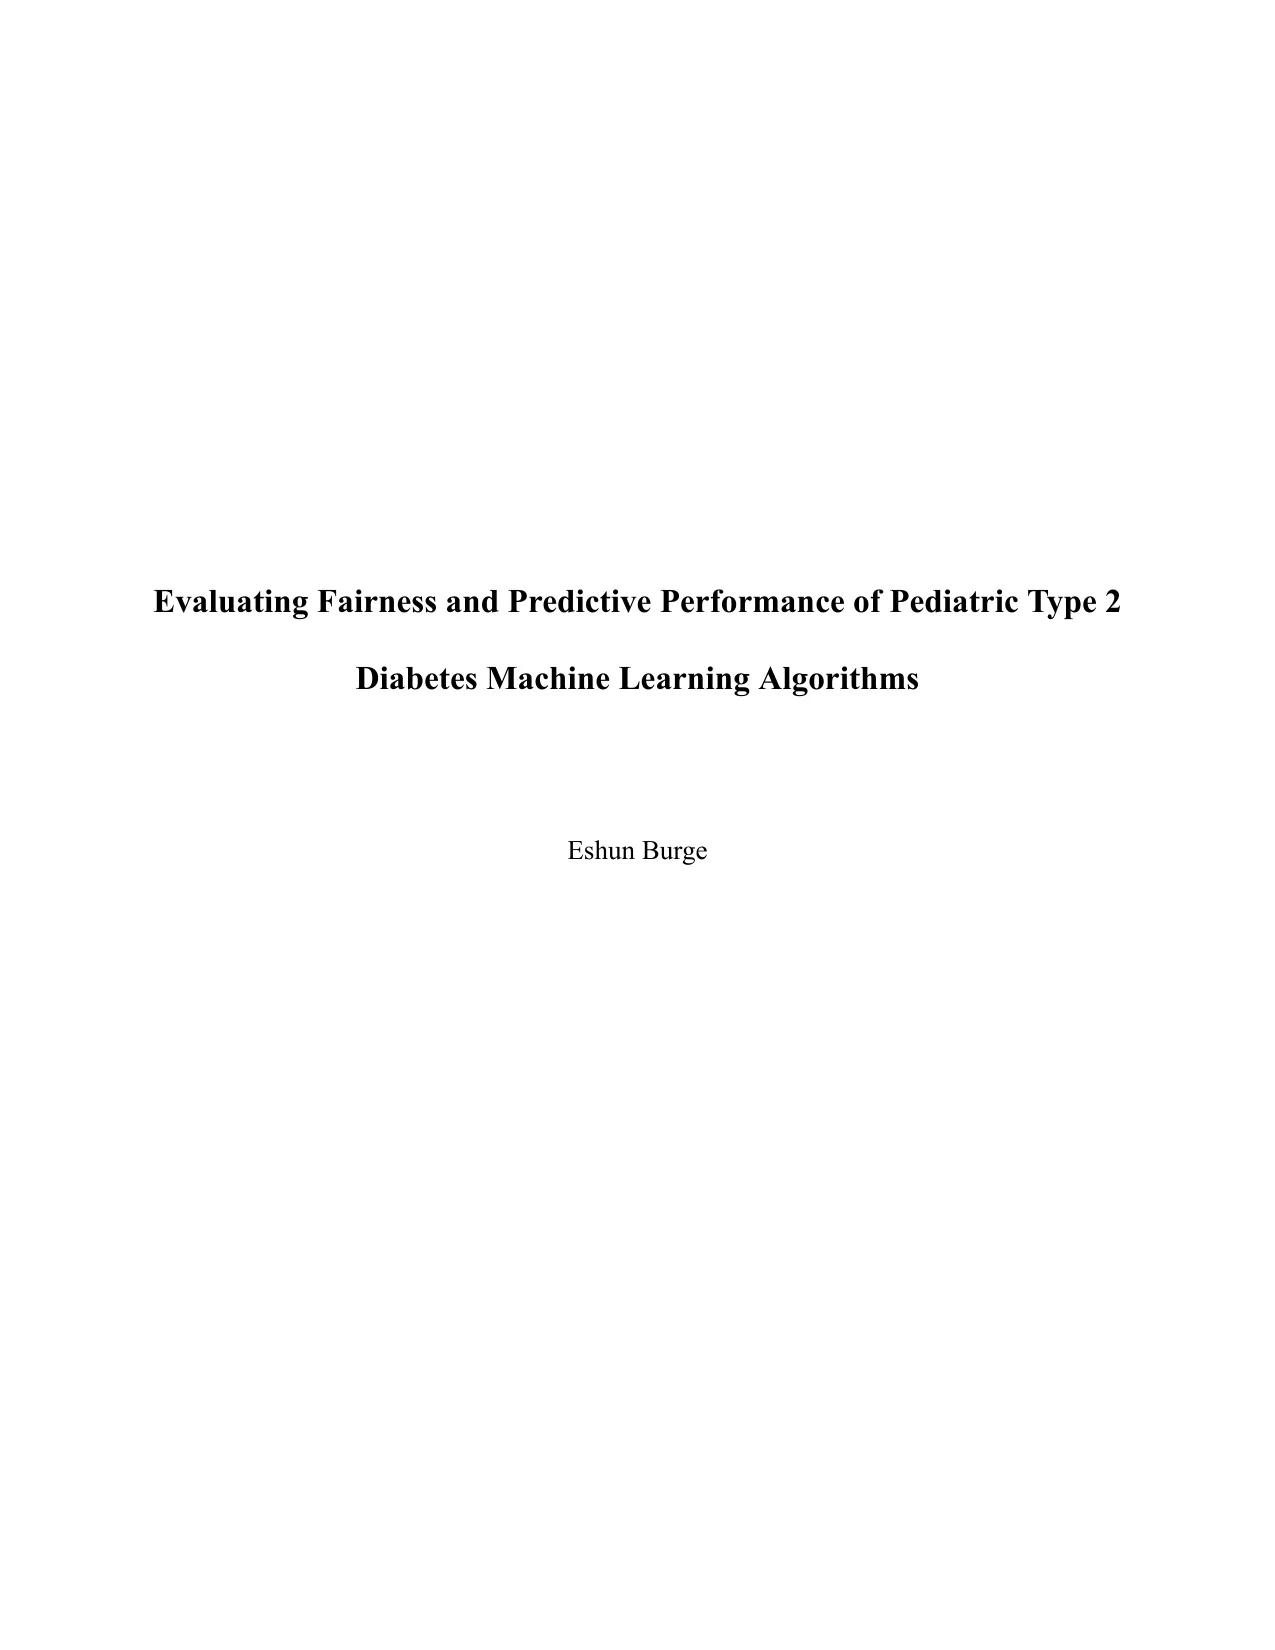 Evaluating Fairness and Predictive Performance of Pediatric Type 2
Diabetes Machine Learning Algorithms
Eshun Burge